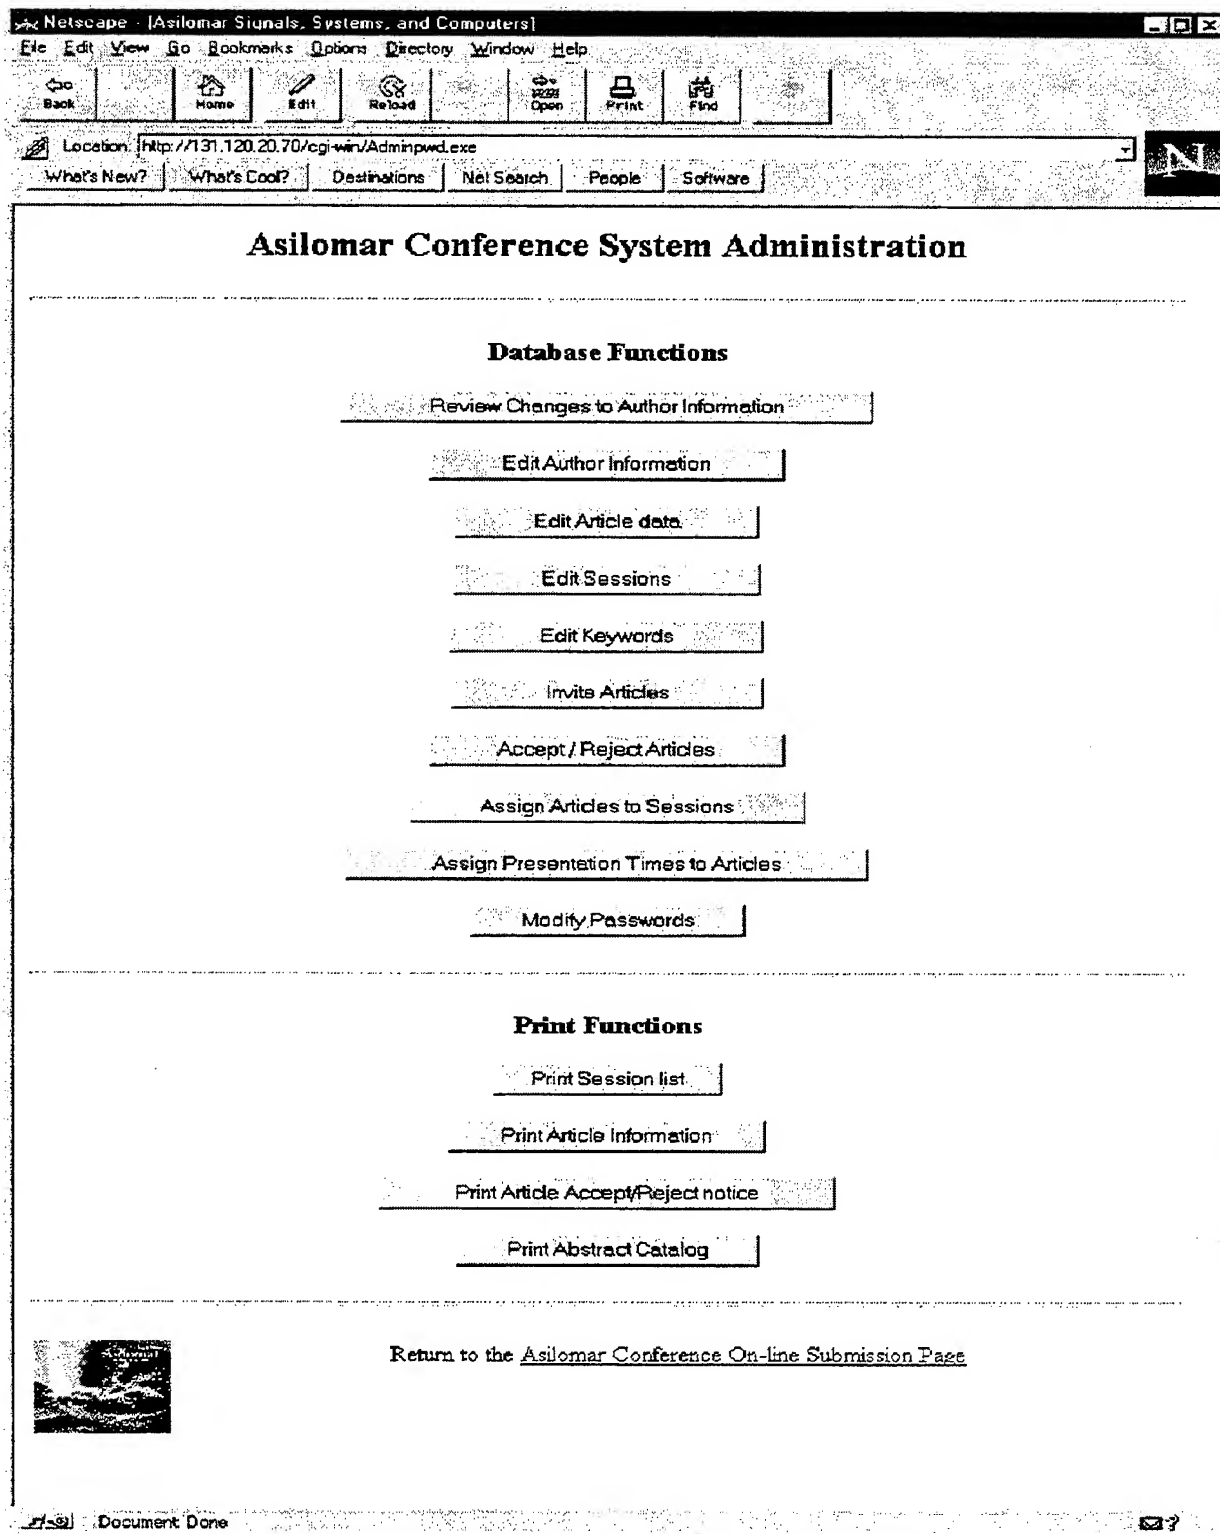 Netscape - [Asilomar Signals, Systems, and Computers]
File Edit View Go Bookmarks Options Directory Window Help
Back Home Edit Reload Open Print Find
Location: http://131.120.20.70/cgi-win/Adminpwd.exe
What's New? What's Cool? Destinations Net Search People Software
N
Asilomar Conference System Administration
Database Functions
Review Changes to Author Information
Edit Author Information
Edit Article data
Edit Sessions
Edit Keywords
Invite Articles
Accept / Reject Articles
Assign Articles to Sessions
Assign Presentation Times to Articles
Modify Passwords
Print Functions
Print Session list
Print Article Information
Print Article Accept/Reject notice
Print Abstract Catalog
Return to the Asilomar Conference On-line Submission Page
Document: Done